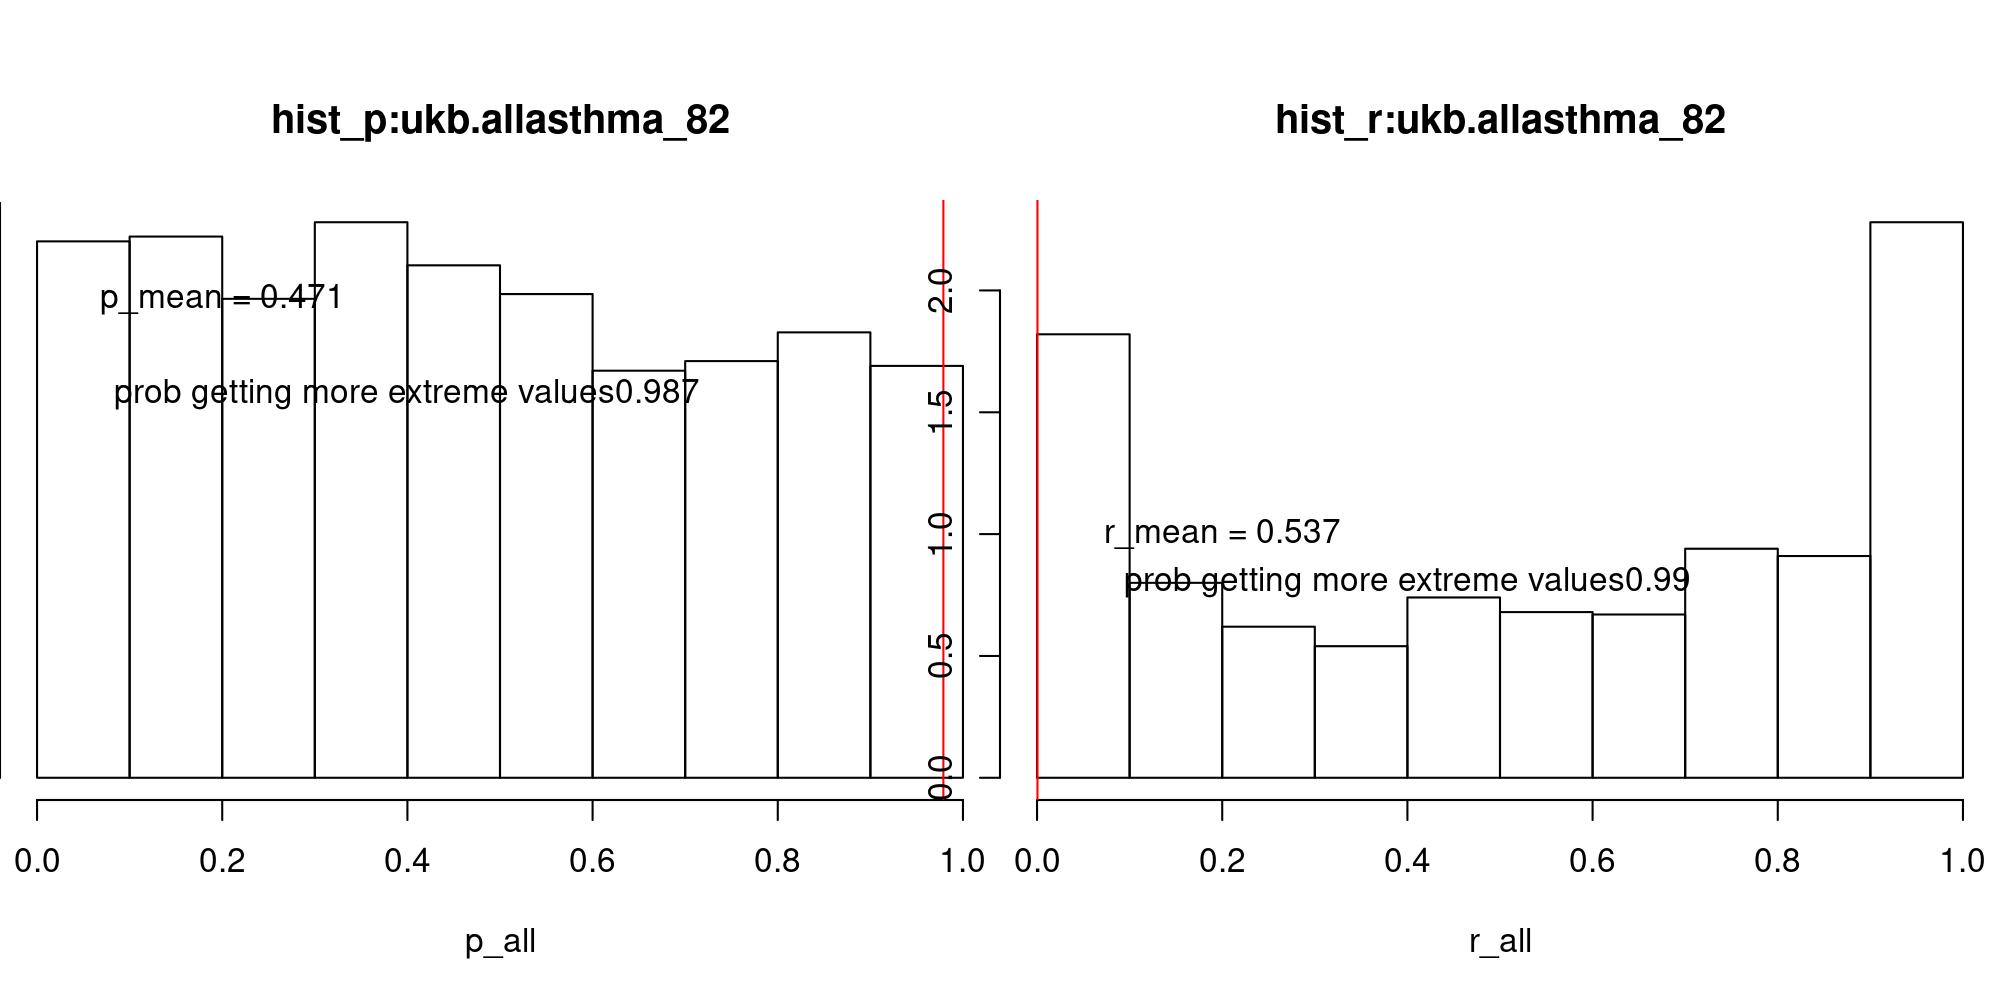 hist_p:ukb.allasthma_82
p_mean = 0.471
prob getting more extreme values0.987
0.0 0.2 0.4 0.6 0.8 1.0
p_all
hist_r:ukb.allasthma_82
2.0
1.5
1.0
0.5
0.0
r_mean = 0.537
prob getting more extreme values0.99
0.0 0.2 0.4 0.6 0.8 1.0
r_all